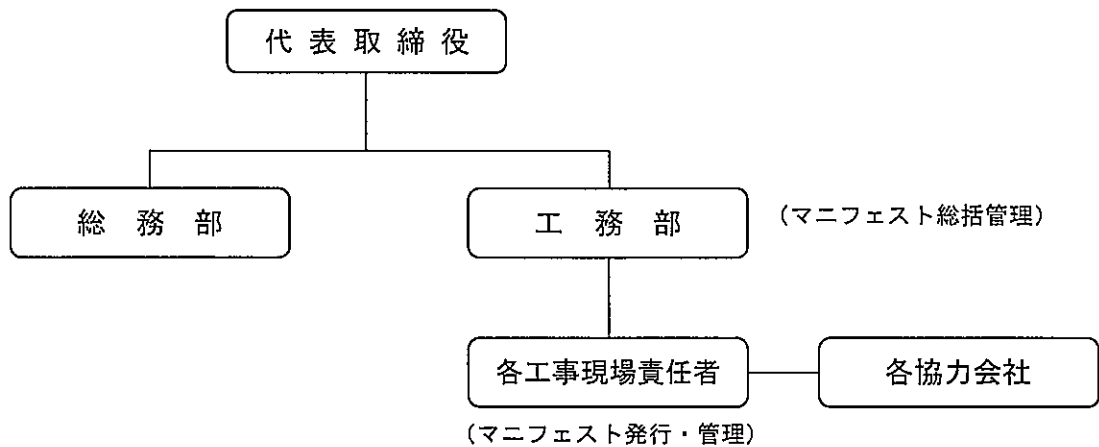 代表取締役
総務部
工務部
(マニフェスト総括管理)
各工事現場責任者
各協力会社
(マニフェスト発行・管理)